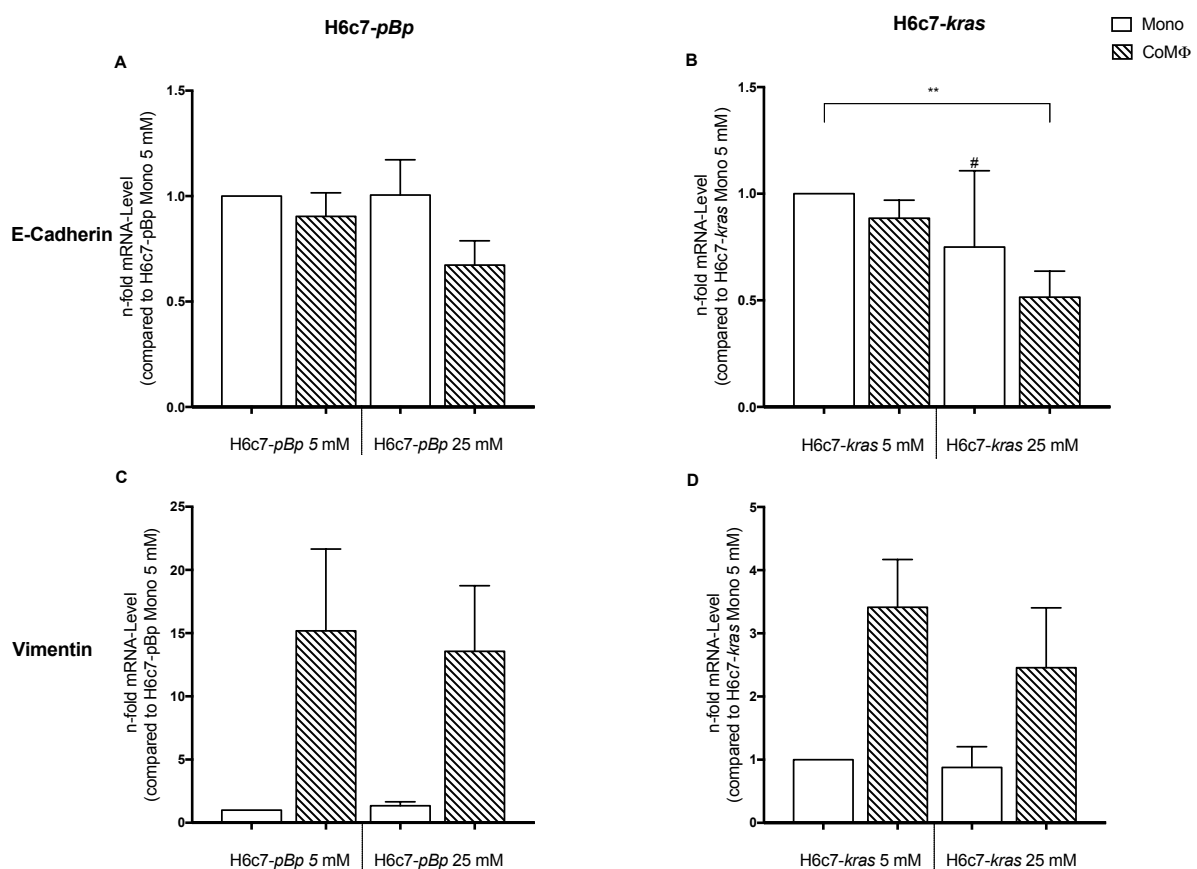 H6c7-pBp
H6c7-kras
Mono
CoMΦ
A
n-fold mRNA-Level
(compared to H6c7-pBp Mono 5 mM)
1.5
1.0
0.5
0.0
H6c7-pBp 5 mM
H6c7-pBp 25 mM
B
n-fold mRNA-Level
(compared to H6c7-kras Mono 5 mM)
1.5
1.0
0.5
0.0
**
#
H6c7-kras 5 mM
H6c7-kras 25 mM
E-Cadherin
C
n-fold mRNA-Level
(compared to H6c7-pBp Mono 5 mM)
25
20
15
10
5
0
H6c7-pBp 5 mM
H6c7-pBp 25 mM
D
n-fold mRNA-Level
(compared to H6c7-kras Mono 5 mM)
5
4
3
2
1
0
H6c7-kras 5 mM
H6c7-kras 25 mM
Vimentin